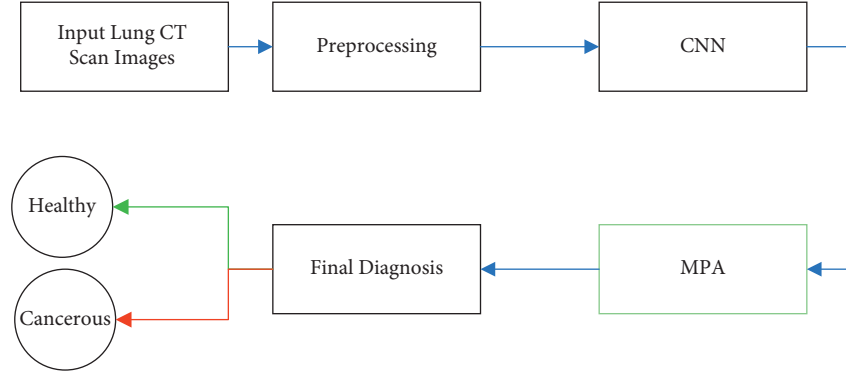 Input Lung CT
Scan Images
Preprocessing
CNN
Healthy
Final Diagnosis
MPA
Cancerous